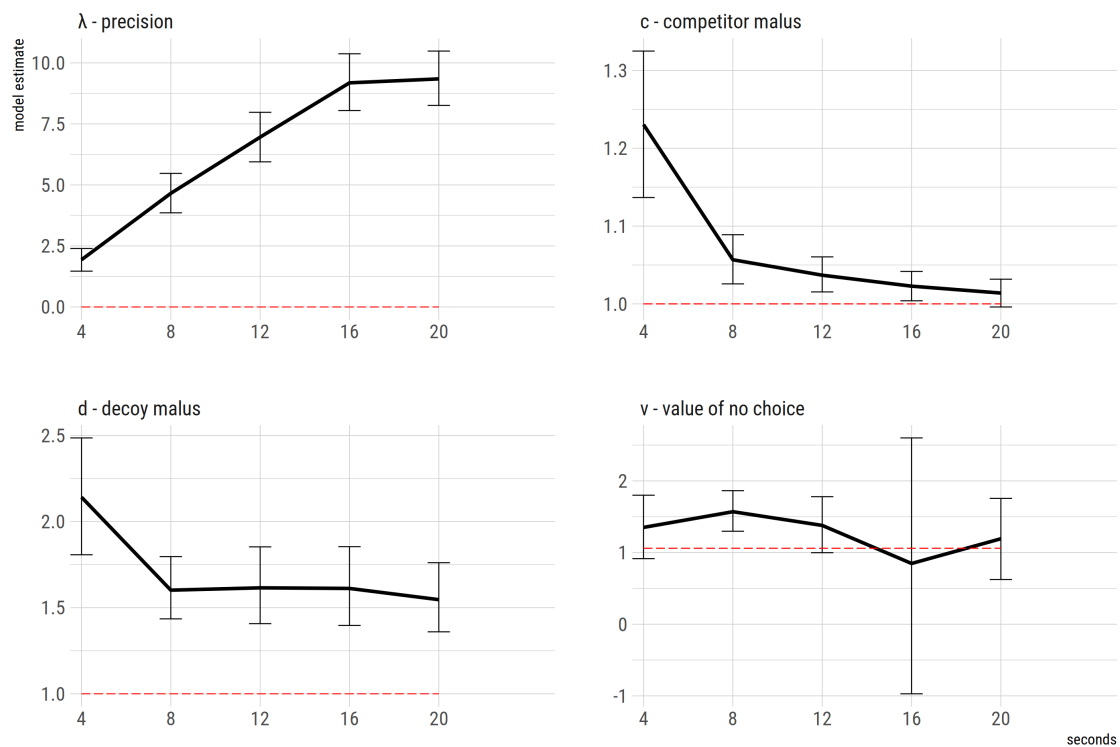 λ - precision
model estimate
10.0
7.5
5.0
2.5
0.0
4 8 12 16 20
c - competitor malus
1.3
1.2
1.1
1.0
4 8 12 16 20
d - decoy malus
2.5
2.0
1.5
1.0
4 8 12 16 20
v - value of no choice
2
1
0
-1
4 8 12 16 20
seconds